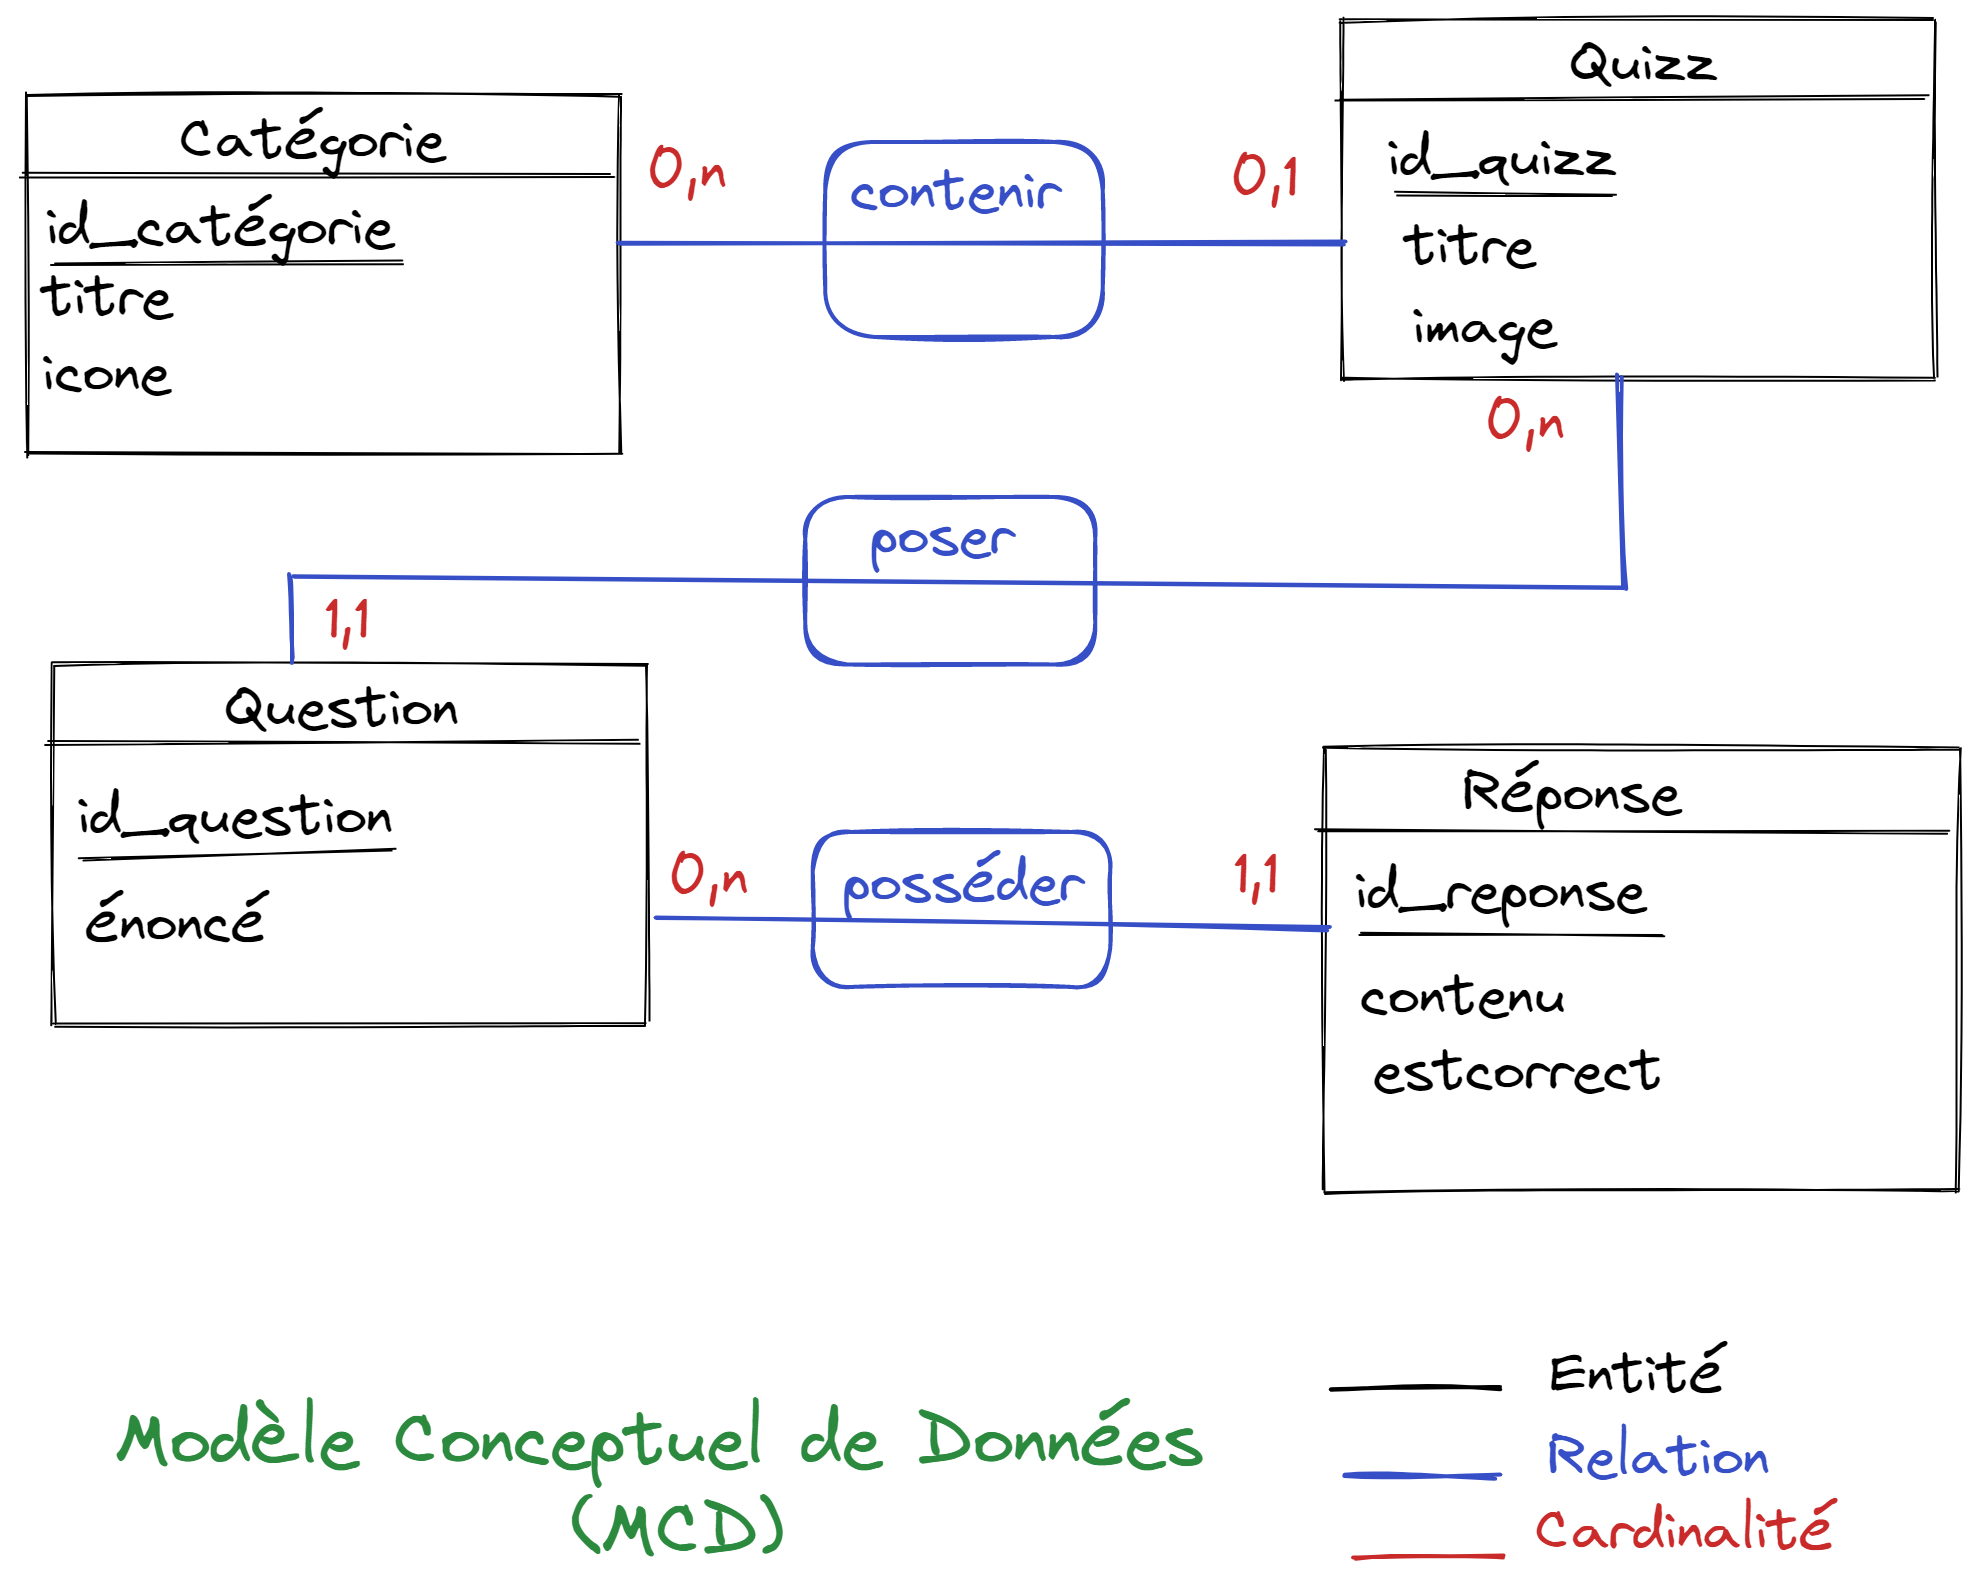 Catégorie
id_catégorie
titre
icone
0,n
contenir
0,1
Quizz
id_quizz
titre
image
0,n
poser
1,1
Question
id_question
énoncé
0,n
posséder
1,1
Réponse
id_reponse
contenu
estcorrect
Modèle Conceptuel de Données
(MCD)
Entité
Relation
Cardinalité